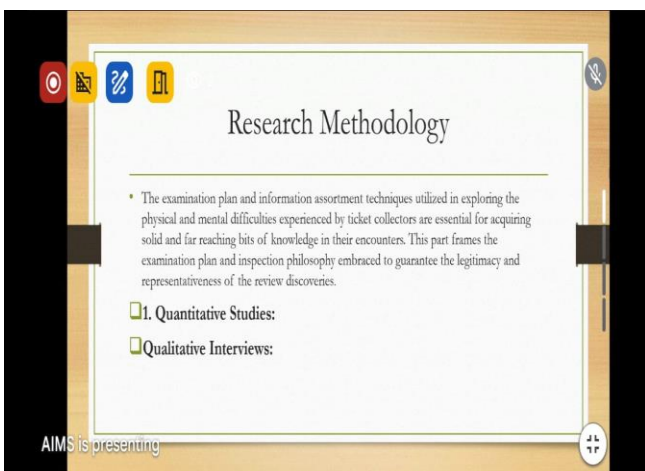 Research Methodology
• The examination plan and information assortment techniques utilized in exploring the
physical and mental difficulties experienced by ticket collectors are essential for acquiring
solid and far reaching bits of knowledge in their encounters. This part frames the
examination plan and inspection philosophy embraced to guarantee the legitimacy and
representativeness of the review discoveries.
1. Quantitative Studies:
Qualitative Interviews:
AIMS is presenting